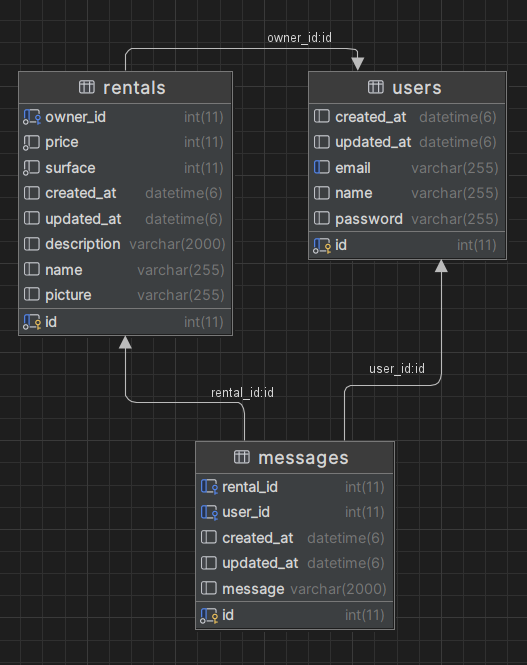 owner_id:id
rentals
owner_id int(11)
price int(11)
surface int(11)
created_at datetime(6)
updated_at datetime(6)
description varchar(2000)
name varchar(255)
picture varchar(255)
id int(11)
users
created_at datetime(6)
updated_at datetime(6)
email varchar(255)
name varchar(255)
password varchar(255)
id int(11)
user_id:id
rental_id:id
messages
rental_id int(11)
user_id int(11)
created_at datetime(6)
updated_at datetime(6)
message varchar(2000)
id int(11)